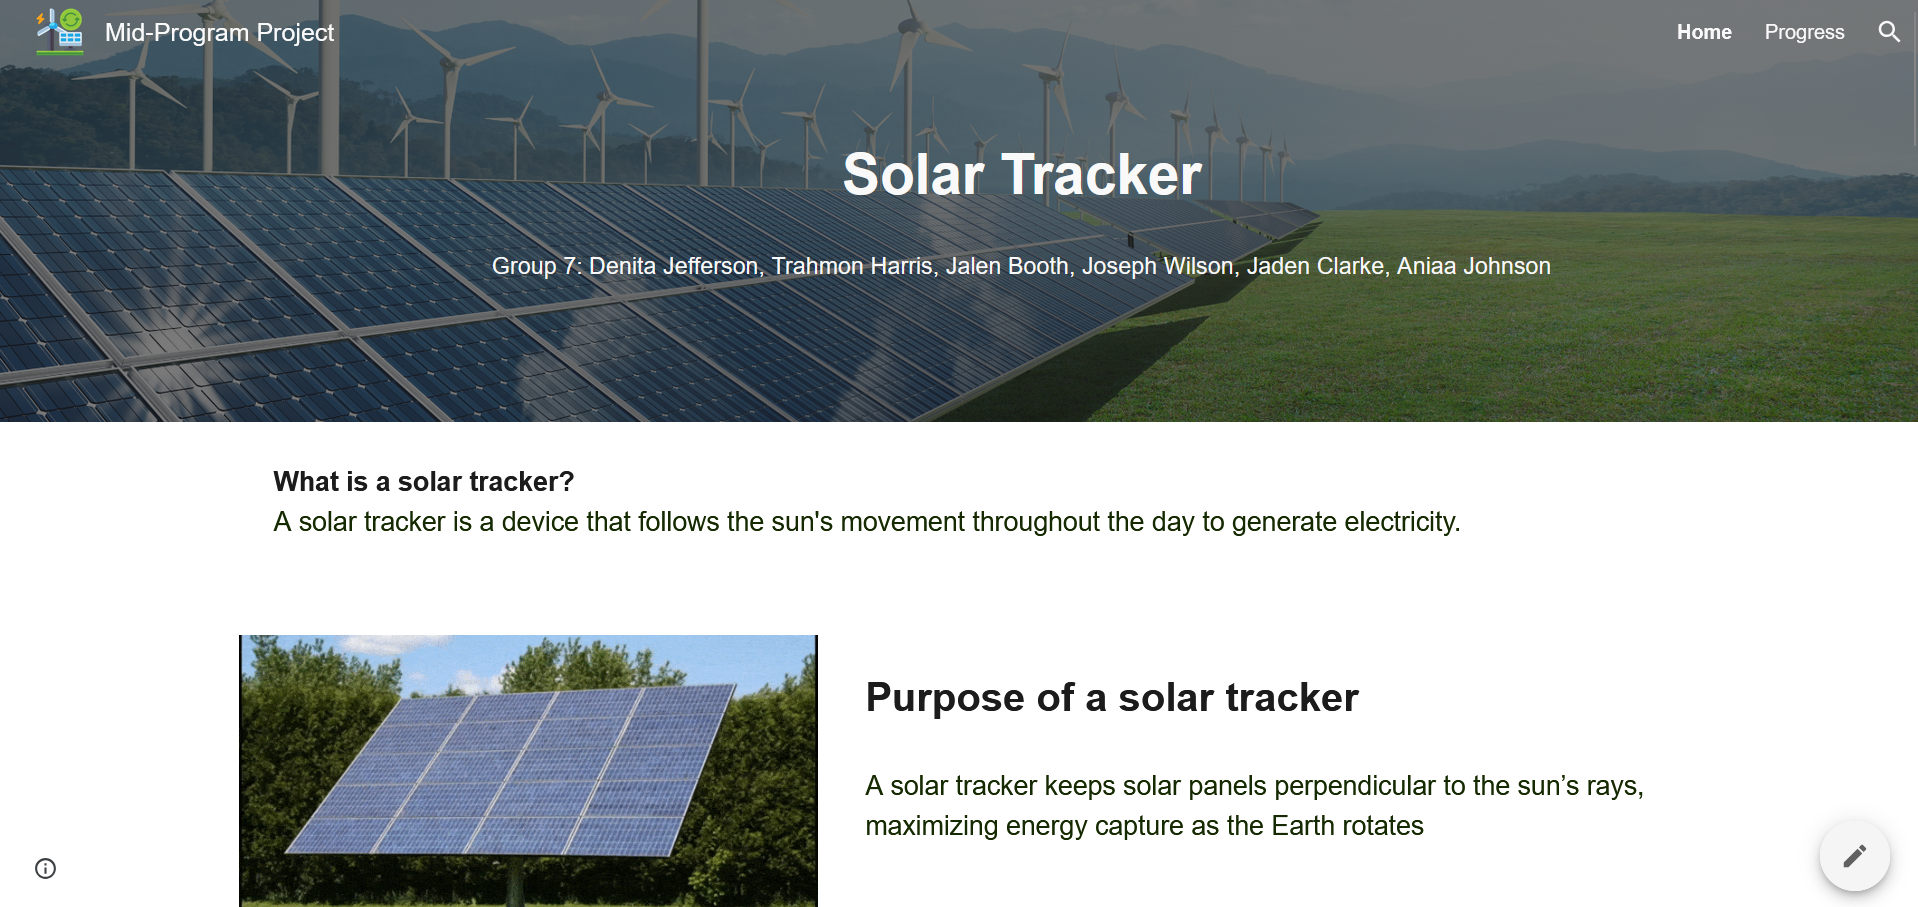 Mid-Program Project
Home
Progress
Solar Tracker
Group 7: Denita Jefferson, Trahmon Harris, Jalen Booth, Joseph Wilson, Jaden Clarke, Aniaa Johnson
What is a solar tracker?
A solar tracker is a device that follows the sun's movement throughout the day to generate electricity.
Purpose of a solar tracker
A solar tracker keeps solar panels perpendicular to the sun’s rays,
maximizing energy capture as the Earth rotates